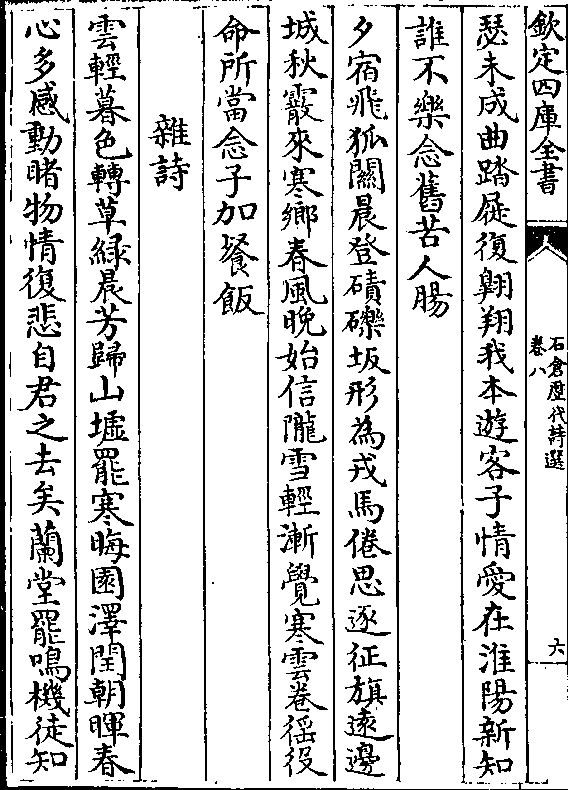 欽定四庫全書
石倉歷代詩選
卷八
六
瑟未成曲踏屣復翺翔我本遊客子情愛在淮陽新知
誰不樂念舊苦人腸
夕宿飛狐闗晨登磧礫坂形為戎馬倦思逐征旗遠邊
城秋霰來寒鄉春風晚始信隴雪輕漸覺寒雲卷徭役
命所當念子加餐飯
雜詩
雲輕暮色轉草緑晨芳歸山墟罷寒晦園澤閏朝暉春
心多感動睹物情復悲自君之去矣蘭堂罷鳴機徒知